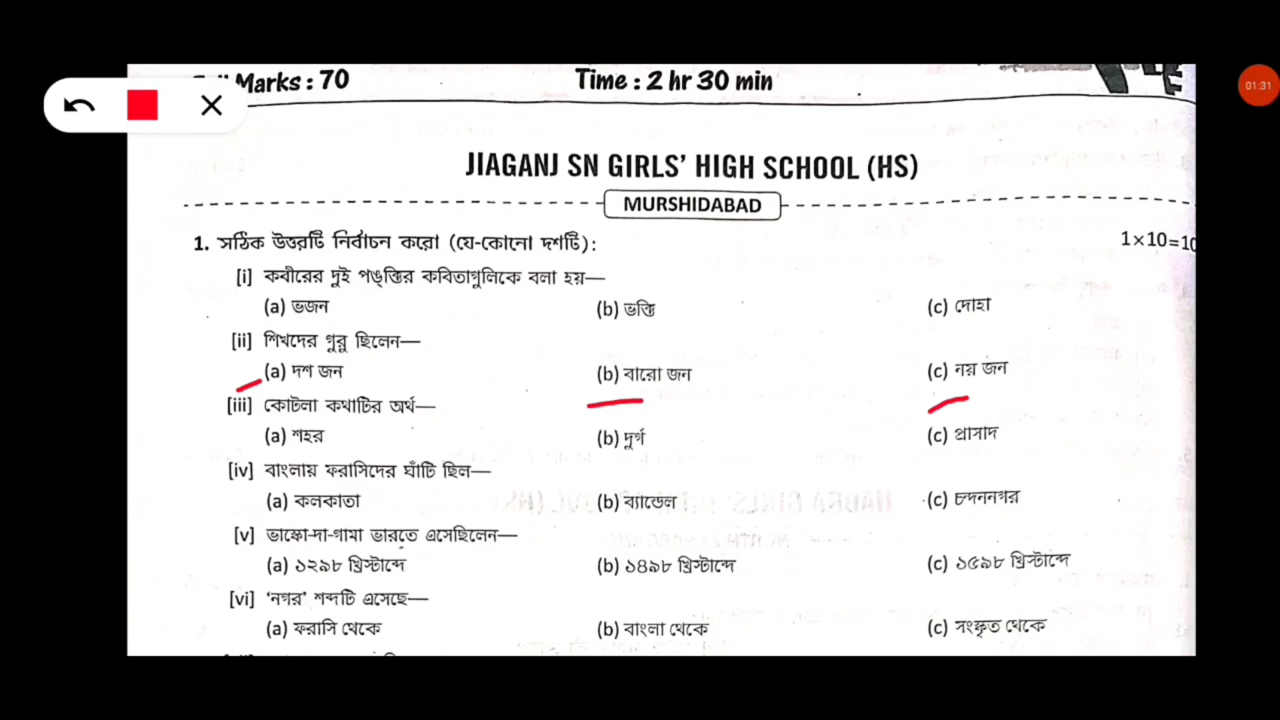 Marks : 70 Time : 2 hr 30 min
01:31
JIAGANJ SN GIRLS' HIGH SCHOOL (HS)
MURSHIDABAD
1. সঠিক উত্তরটি নির্বাচন করো (যে-কোনো দশটি) : 1×10=10
[i] কবীরের দুই পঙ্‌ক্তির কবিতাগুলিকে বলা হয়—
(a) ভজন (b) ভক্তি (c) দোহা
[ii] শিখদের গুরু ছিলেন—
(a) দশ জন (b) বারো জন (c) নয় জন
[iii] কোটলা কথাটির অর্থ—
(a) শহর (b) দুর্গ (c) প্রাসাদ
[iv] বাংলায় ফরাসিদের ঘাঁটি ছিল—
(a) কলকাতা (b) ব্যান্ডেল (c) চন্দননগর
[v] ভাস্কো-দা-গামা ভারতে এসেছিলেন—
(a) ১২৯৮ খ্রিস্টাব্দে (b) ১৪৯৮ খ্রিস্টাব্দে (c) ১৫৯৮ খ্রিস্টাব্দে
[vi] ‘নগর’ শব্দটি এসেছে—
(a) ফরাসি থেকে (b) বাংলা থেকে (c) সংস্কৃত থেকে